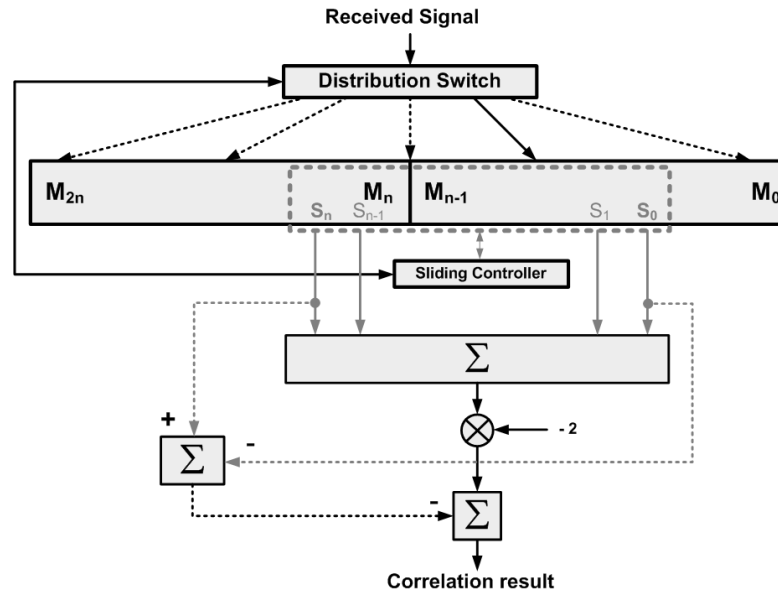 Received Signal
Distribution Switch
M2n Mn Mn-1 M0
Sn Sn-1 S1 S0
Sliding Controller
Σ
+
- 2
-
Σ
-
Σ
Correlation result